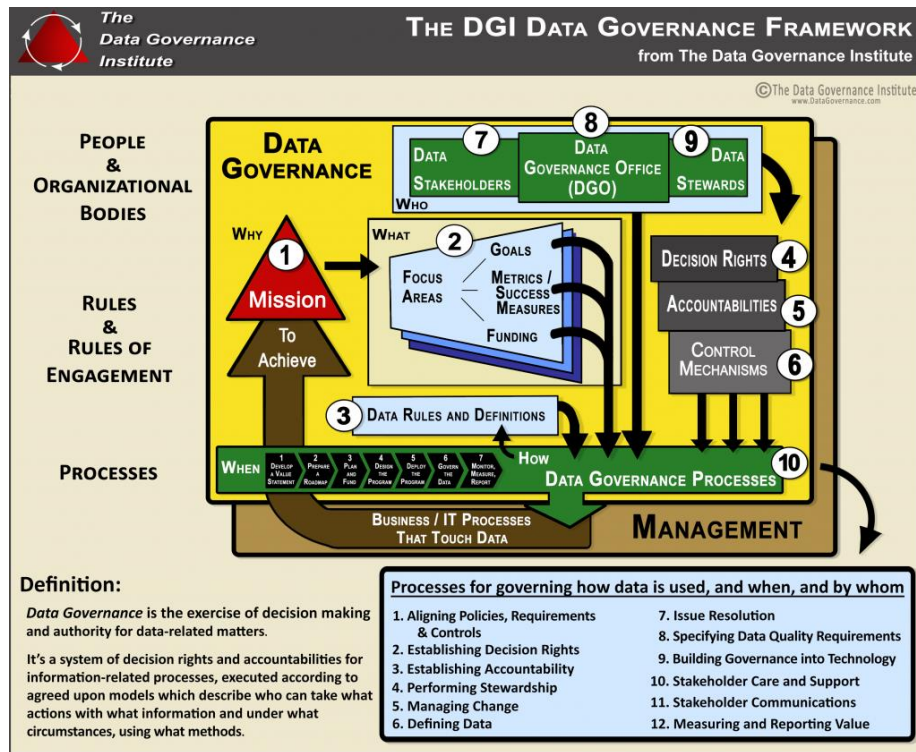 The
Data Governance
Institute
THE DGI DATA GOVERNANCE FRAMEWORK
from The Data Governance Institute
©The Data Governance Institute
www.DataGovernance.com
PEOPLE
&
ORGANIZATIONAL
BODIES
RULES
&
RULES OF
ENGAGEMENT
PROCESSES
DATA
GOVERNANCE
7
DATA
STAKEHOLDERS
8
DATA
GOVERNANCE OFFICE
(DGO)
9
DATA
STEWARDS
WHO
WHY
1
Mission
To
Achieve
WHAT
2
FOCUS
AREAS
GOALS
METRICS /
SUCCESS
MEASURES
FUNDING
DECISION RIGHTS
4
ACCOUNTABILITIES
5
CONTROL
MECHANISMS
6
3
DATA RULES AND DEFINITIONS
WHEN
1
DEVELOP
A VALUE
STATEMENT
2
PREPARE
A
ROADMAP
3
PLAN
AND
FUND
4
DESIGN
THE
PROGRAM
5
DEPLOY
THE
PROGRAM
6
GOVERN
THE
DATA
7
MONITOR,
MEASURE,
REPORT
HOW
DATA GOVERNANCE PROCESSES
10
BUSINESS / IT PROCESSES
THAT TOUCH DATA
MANAGEMENT
Definition:
Data Governance is the exercise of decision making
and authority for data-related matters.
It's a system of decision rights and accountabilities for
information-related processes, executed according to
agreed upon models which describe who can take what
actions with what information and under what
circumstances, using what methods.
Processes for governing how data is used, and when, and by whom
1. Aligning Policies, Requirements
& Controls
2. Establishing Decision Rights
3. Establishing Accountability
4. Performing Stewardship
5. Managing Change
6. Defining Data
7. Issue Resolution
8. Specifying Data Quality Requirements
9. Building Governance into Technology
10. Stakeholder Care and Support
11. Stakeholder Communications
12. Measuring and Reporting Value